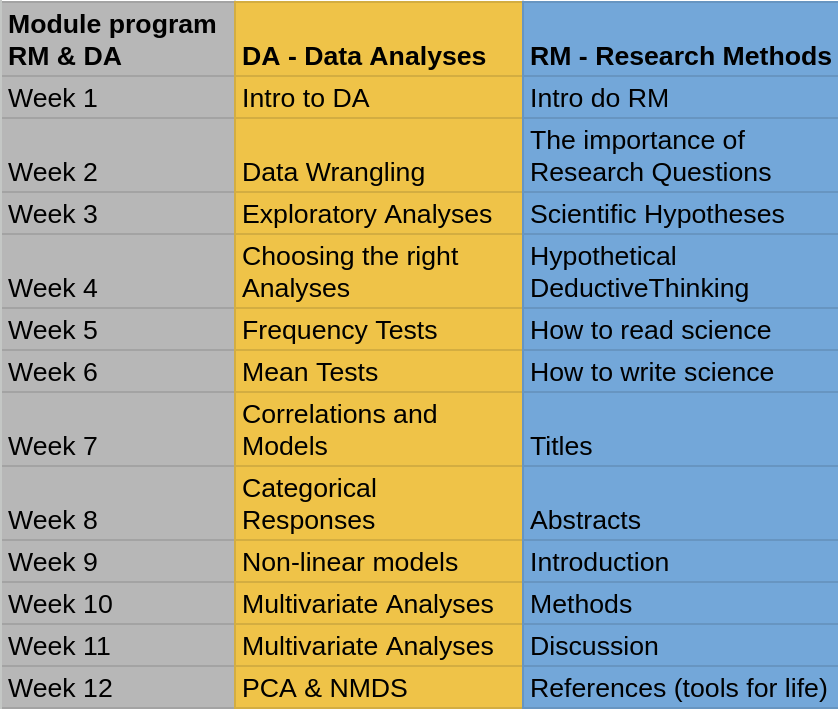 Module program
RM & DA
DA - Data Analyses
RM - Research Methods
Week 1
Intro to DA
Intro do RM
Week 2
Data Wrangling
The importance of
Research Questions
Week 3
Exploratory Analyses
Scientific Hypotheses
Week 4
Choosing the right
Analyses
Hypothetical
DeductiveThinking
Week 5
Frequency Tests
How to read science
Week 6
Mean Tests
How to write science
Week 7
Correlations and
Models
Titles
Week 8
Categorical
Responses
Abstracts
Week 9
Non-linear models
Introduction
Week 10
Multivariate Analyses
Methods
Week 11
Multivariate Analyses
Discussion
Week 12
PCA & NMDS
References (tools for life)